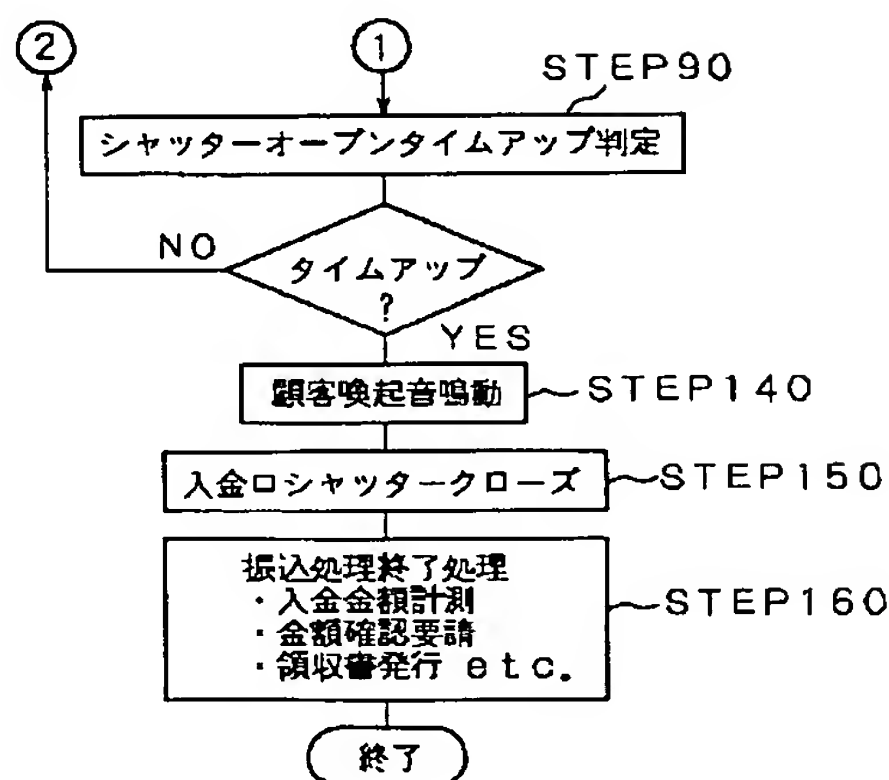 ② ①
STEP90
シャッターオープンタイムアップ判定
NO
タイムアップ
?
YES
顧客喚起音鳴動
STEP140
入金口シャッタークローズ
STEP150
振込処理終了処理
・入金金額計測
・金額確認要請
・領収書発行 etc.
STEP160
終了